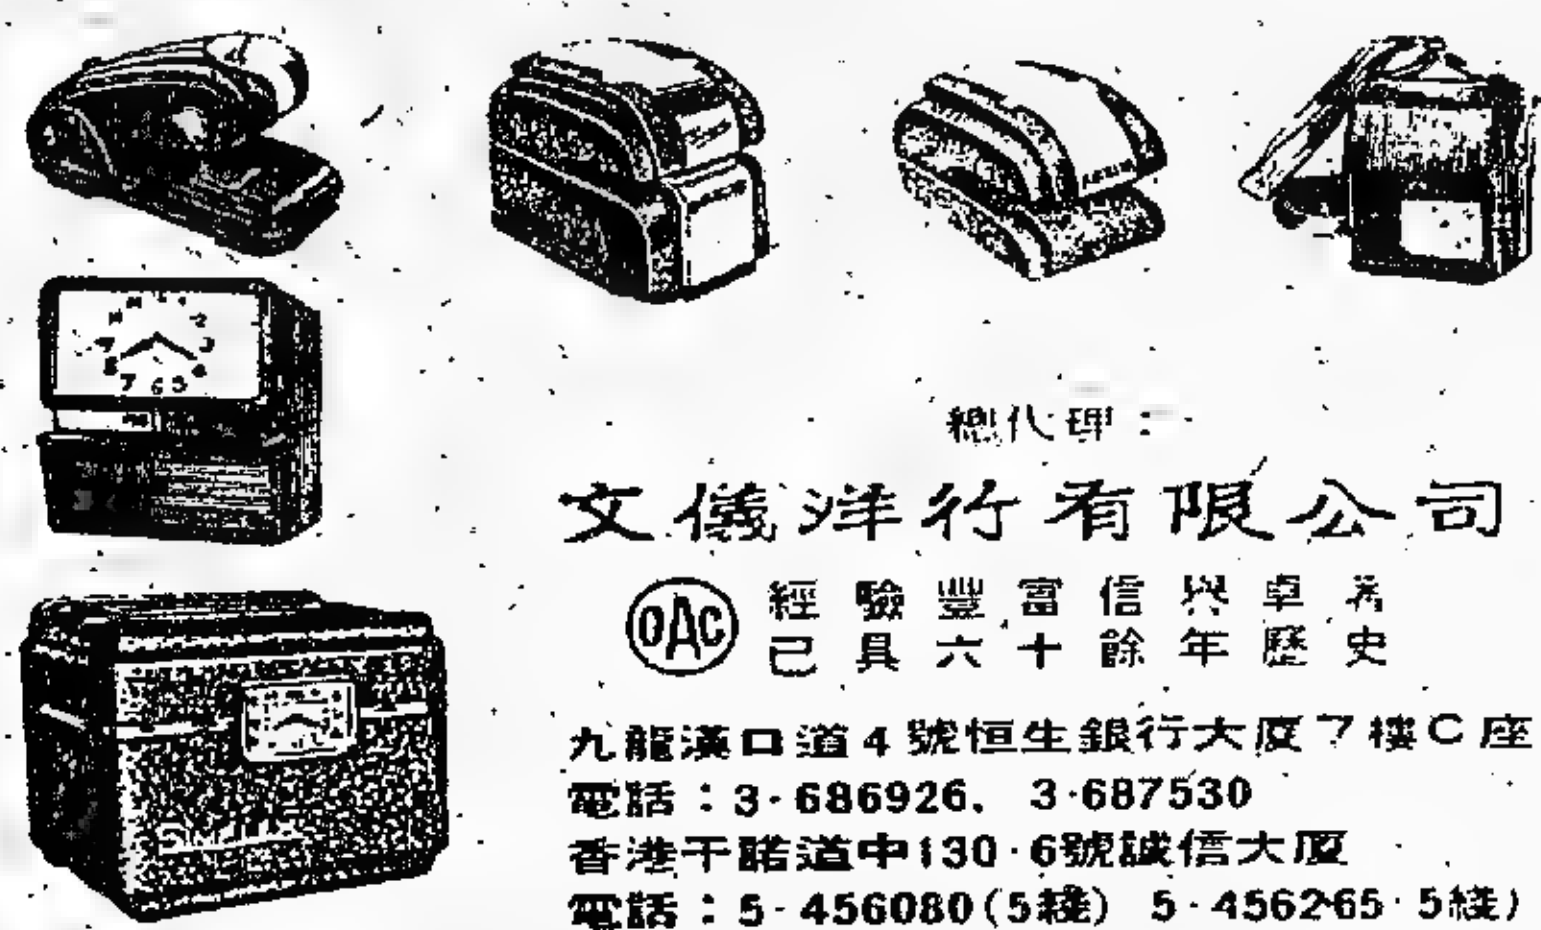 總代理：
文儀洋行有限公司
OAC
經驗豐富信與卓著
已具六十餘年歷史
九龍漢口道4號恒生銀行大厦7樓C座
電話：3·686926, 3·687530
香港干諾道中130·6號誠信大厦
電話：5·456080(5綫) 5·456265·5綫)